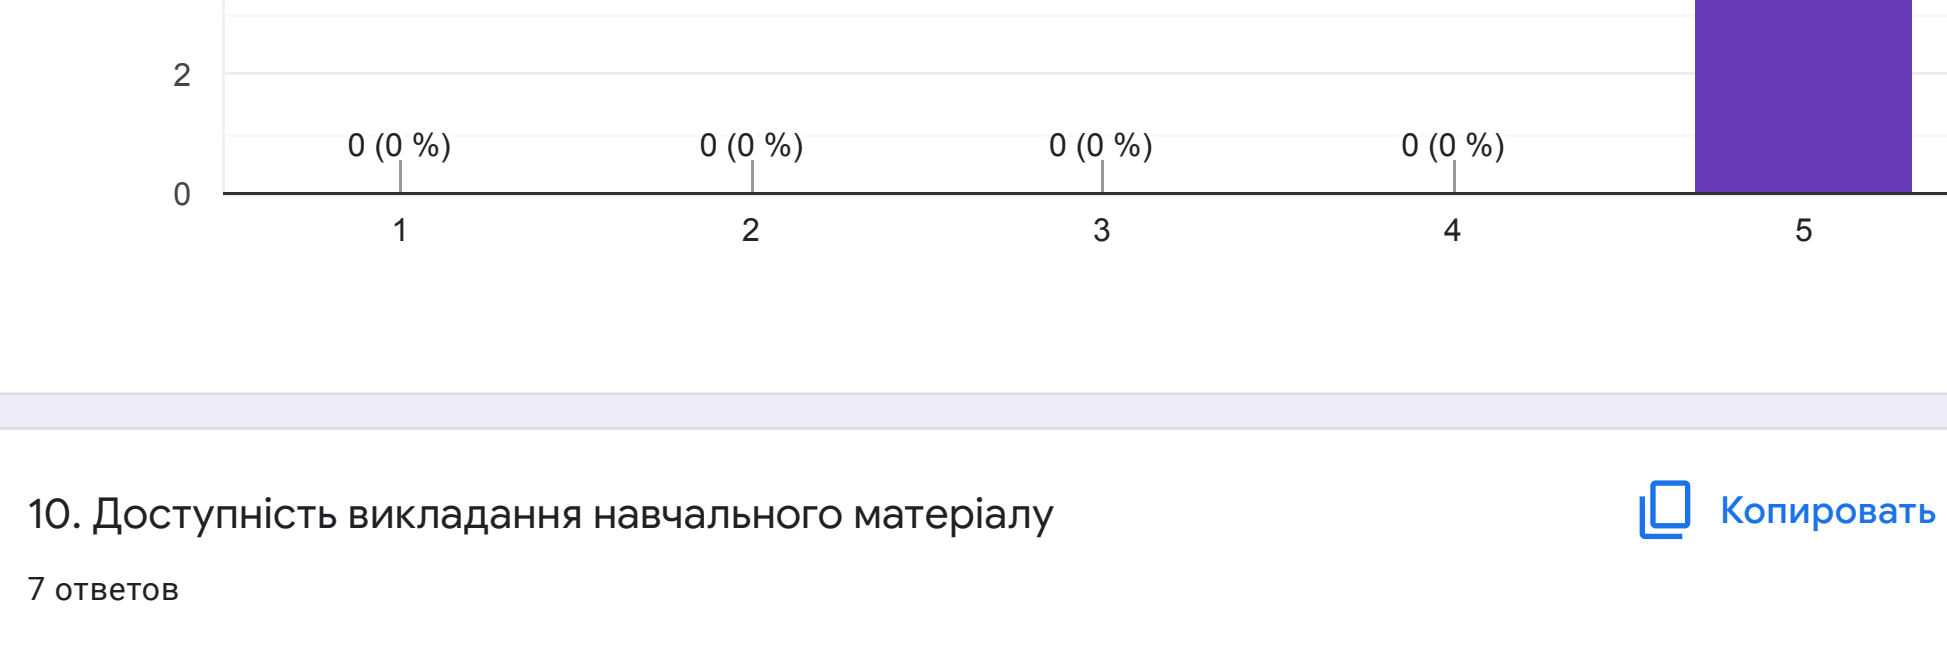 2
0 (0 %) 0 (0 %) 0 (0 %) 0 (0 %)
0
1 2 3 4 5
10. Доступність викладання навчального матеріалу
Копировать
7 ответов